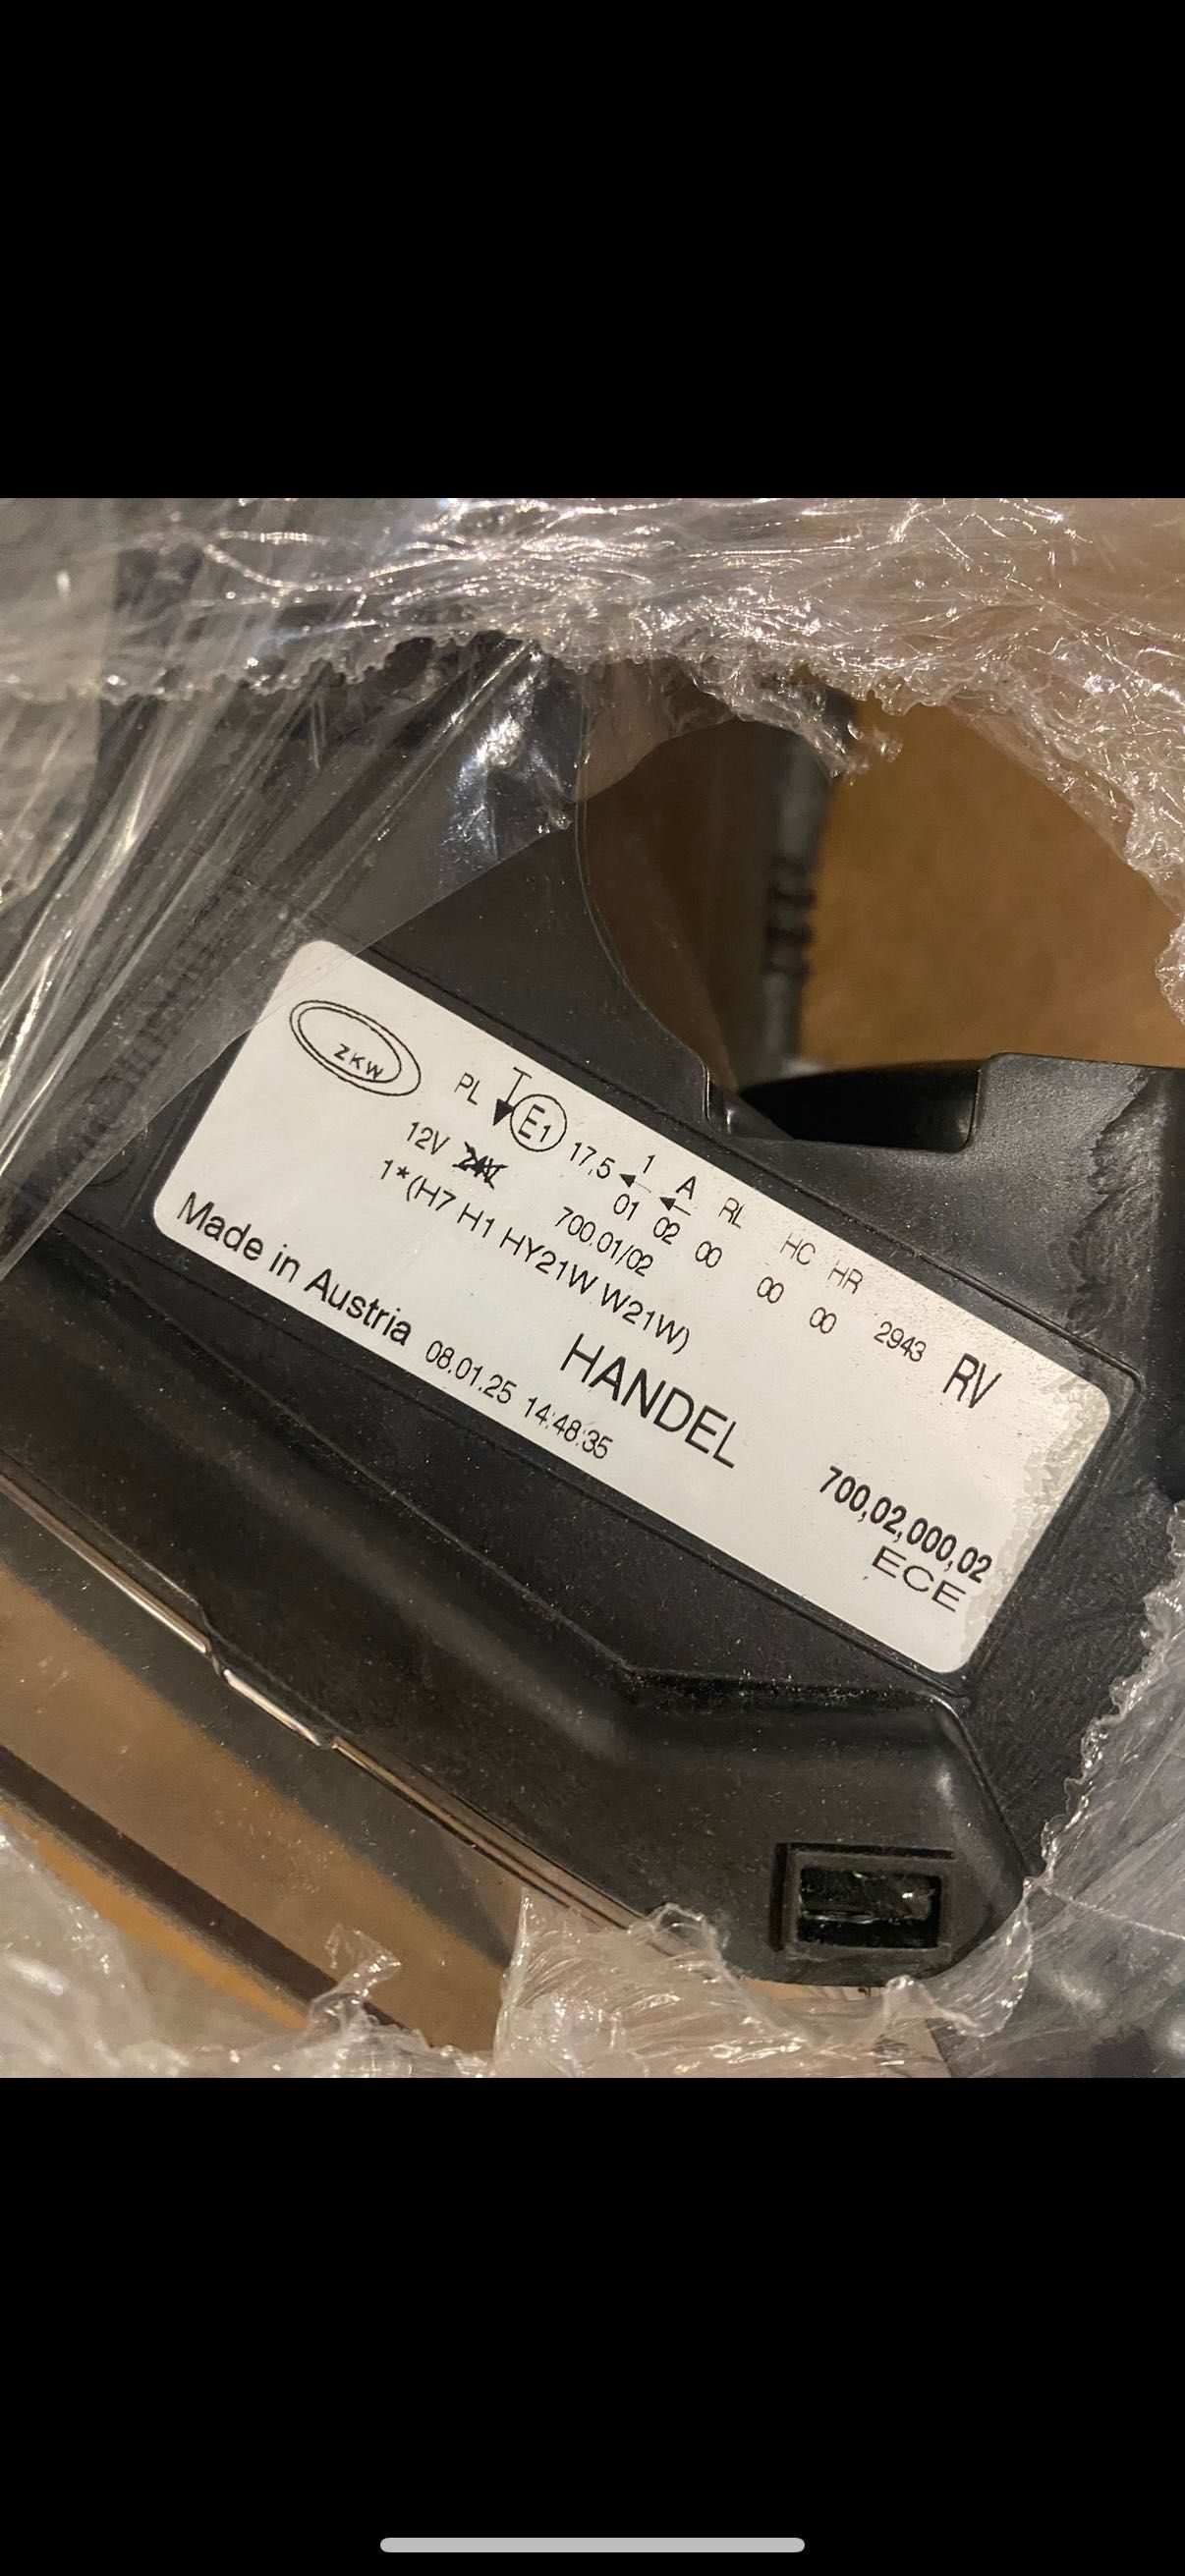 ZKW
PL E1 17,5 1 A RL HC HR
01 02 00 00 00 2943 RV
12V 24V 700.01/02
1*(H7 H1 HY21W W21W)
HANDEL
Made in Austria 08.01.25 14:48:35
700,02,000,02
ECE